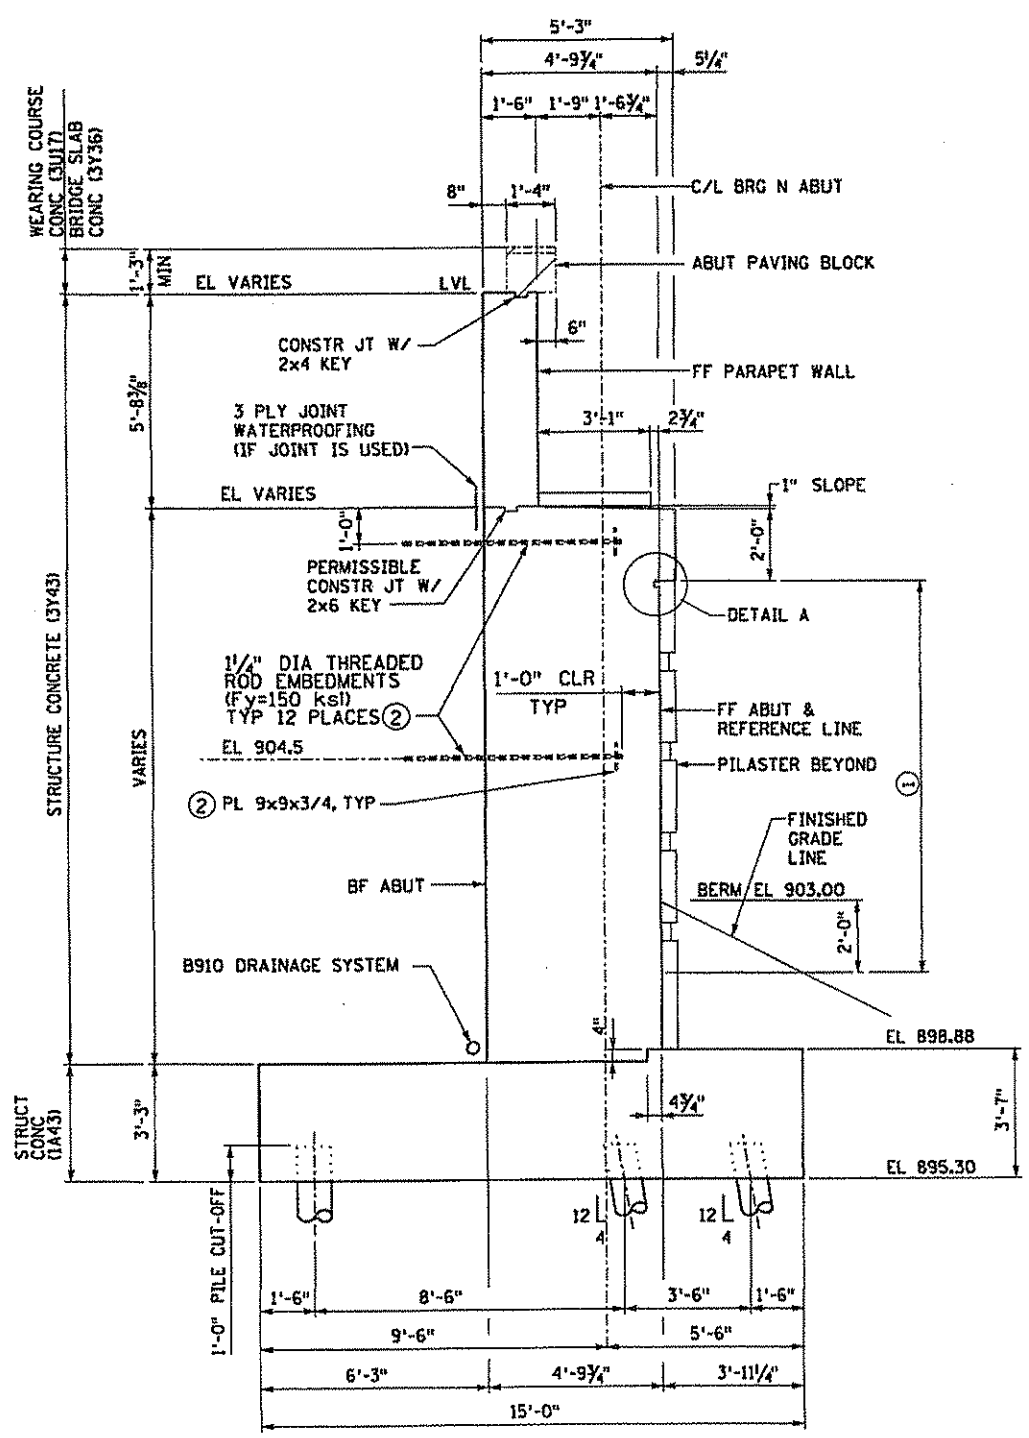 5'-3"
4'-9¾"
5¼"
1'-6"
1'-9"
1'-6¾"
WEARING COURSE
CONC (3U17)
BRIDGE SLAB
CONC (3Y36)
C/L BRG N ABUT
8"
1'-4"
1'-3"
MIN
ABUT PAVING BLOCK
EL VARIES
LVL
6"
CONSTR JT W/
2x4 KEY
FF PARAPET WALL
5'-8⅜"
3 PLY JOINT
WATERPROOFING
(IF JOINT IS USED)
3'-1"
2¾"
EL VARIES
1" SLOPE
1'-0"
2'-0"
PERMISSIBLE
CONSTR JT W/
2x6 KEY
DETAIL A
STRUCTURE CONCRETE (3Y43)
1¼" DIA THREADED
ROD EMBEDMENTS
(Fy=150 ksi)
TYP 12 PLACES ②
1'-0" CLR
TYP
FF ABUT &
REFERENCE LINE
VARIES
EL 904.5
PILASTER BEYOND
①
② PL 9x9x3/4, TYP
FINISHED
GRADE
LINE
BF ABUT
BERM EL 903.00
2'-0"
B910 DRAINAGE SYSTEM
4"
EL 898.88
STRUCT
CONC
(1A43)
3'-3"
4¾"
3'-7"
EL 895.30
1'-0" PILE CUT-OFF
12
4
12
4
1'-6"
8'-6"
3'-6"
1'-6"
9'-6"
5'-6"
6'-3"
4'-9¾"
3'-11¼"
15'-0"